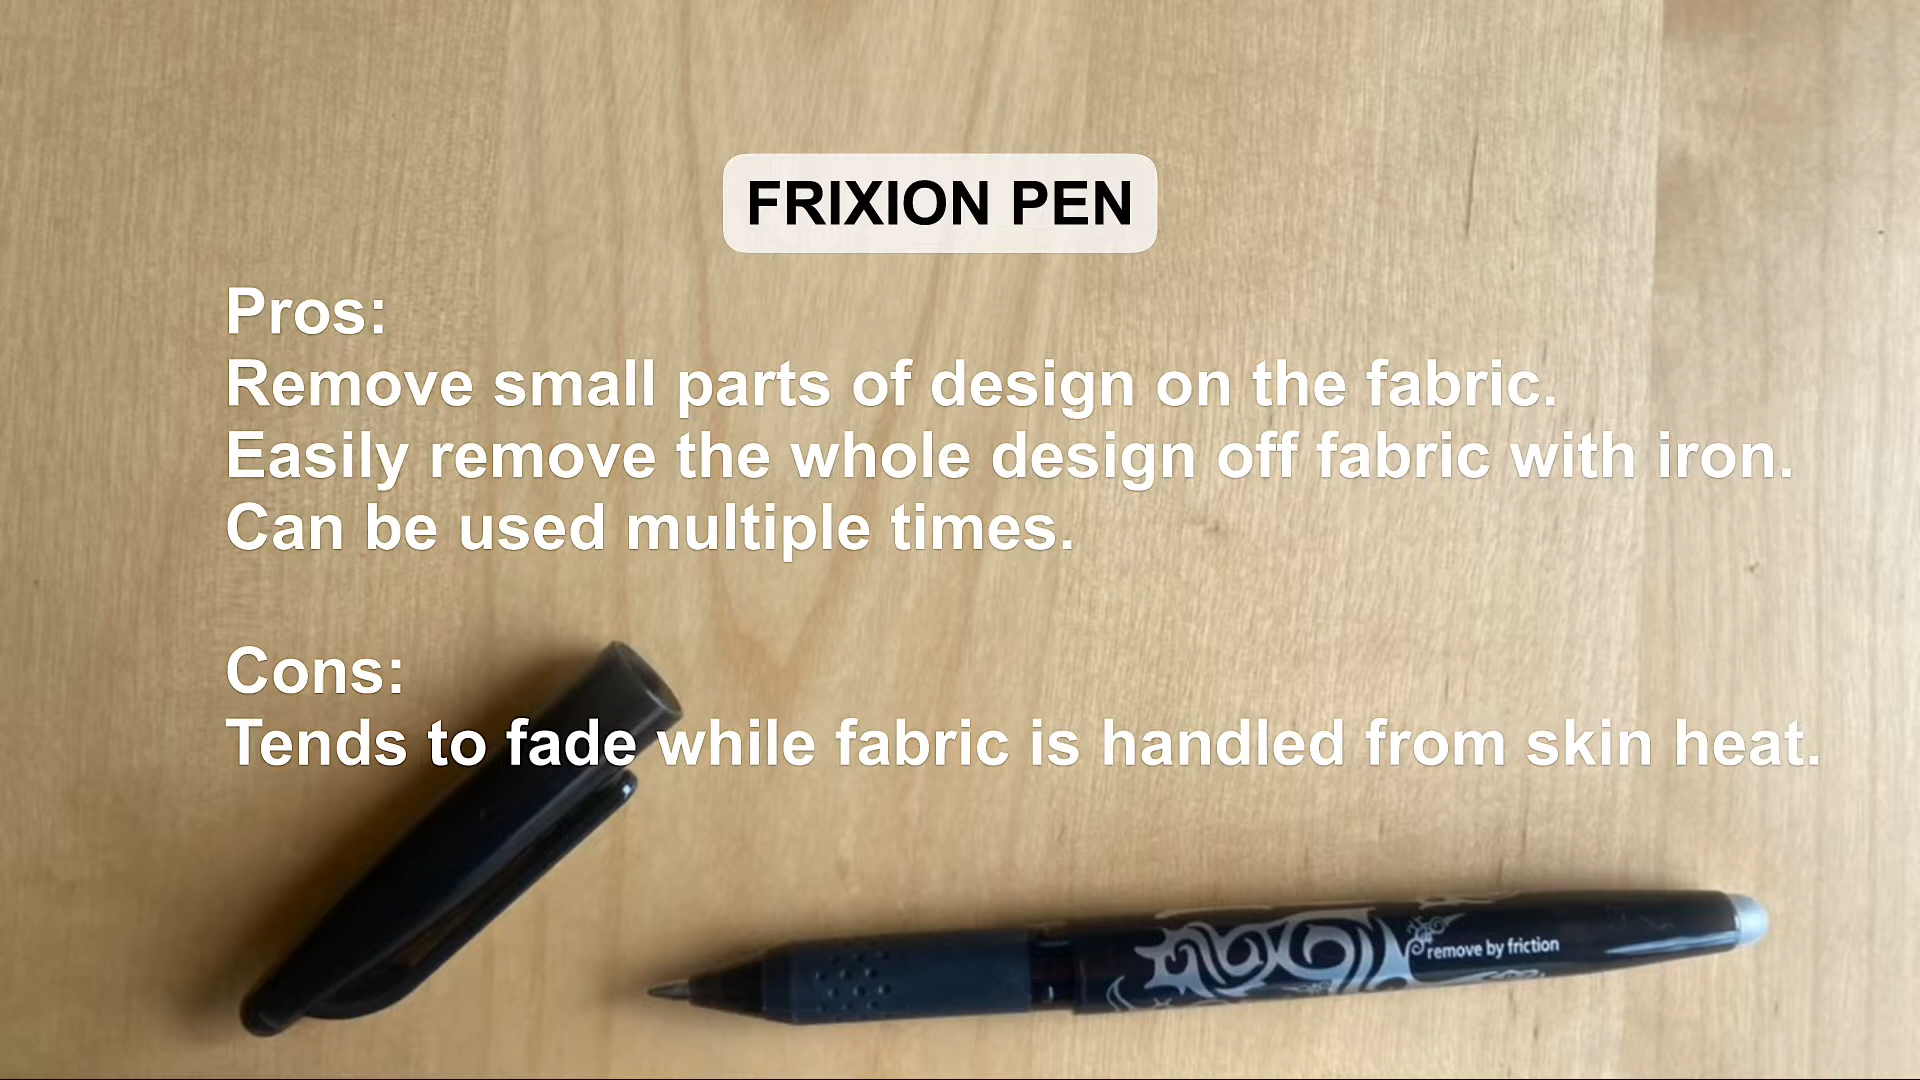 FRIXION PEN
Pros:
Remove small parts of design on the fabric.
Easily remove the whole design off fabric with iron.
Can be used multiple times.
Cons:
Tends to fade while fabric is handled from skin heat.
remove by friction